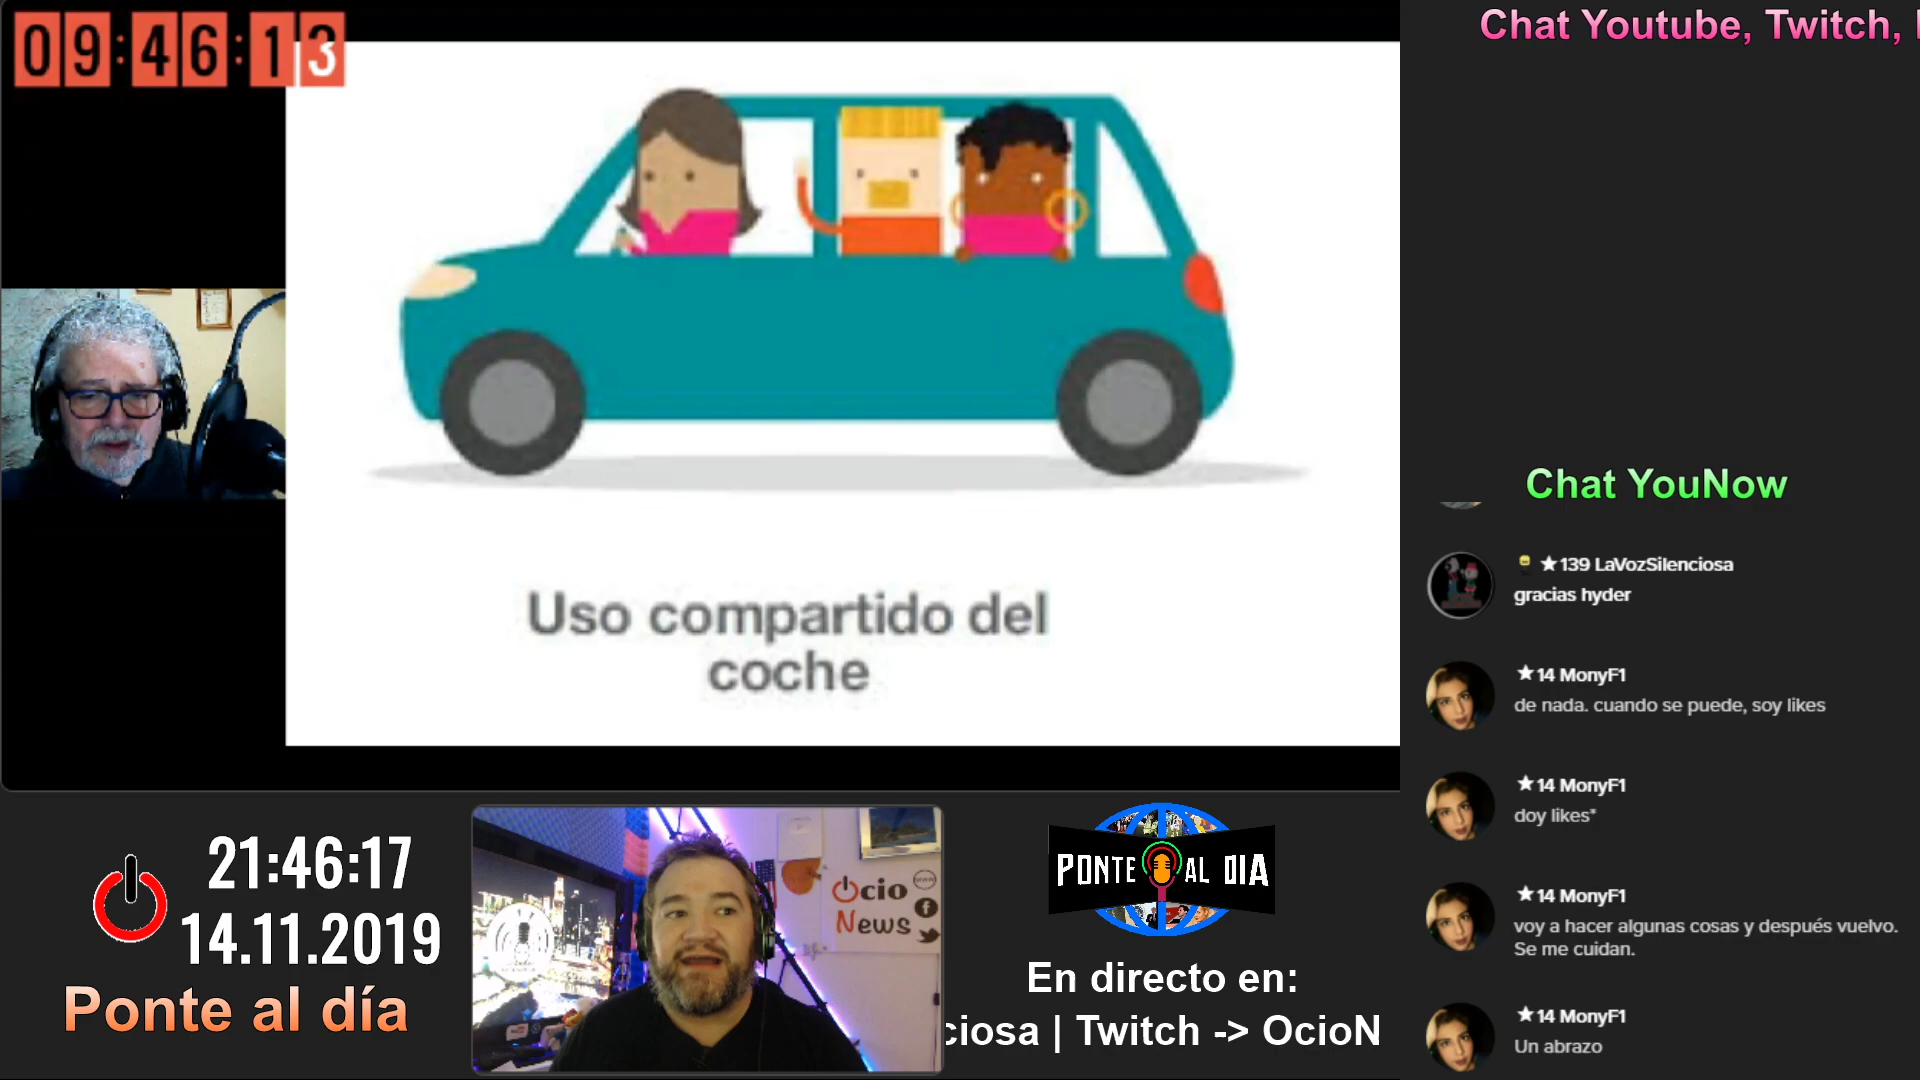 09:46:13
Chat Youtube, Twitch,
Uso compartido del
coche
Chat YouNow
★139 LaVozSilenciosa
gracias hyder
★14 MonyF1
de nada. cuando se puede, soy likes
★14 MonyF1
doy likes*
★14 MonyF1
voy a hacer algunas cosas y después vuelvo.
Se me cuidan.
★14 MonyF1
Un abrazo
21:46:17
14.11.2019
Ponte al día
Ocio
News
PONTE AL DIA
En directo en:
ciosa | Twitch -> OcioN